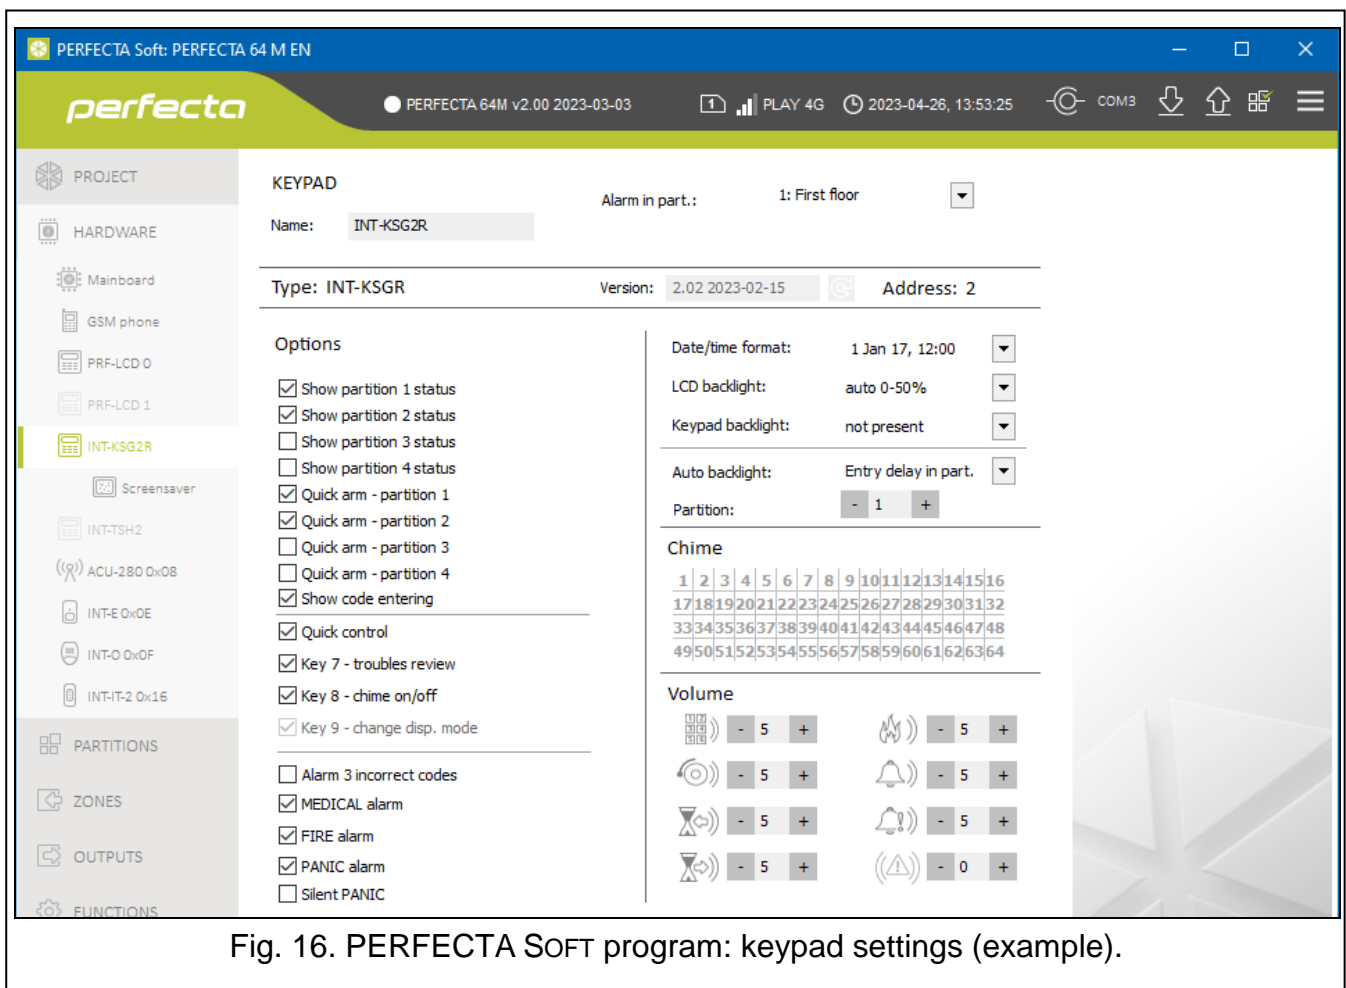 PERFECTA Soft: PERFECTA 64 M EN
perfecta
PERFECTA 64M v2.00 2023-03-03
1
PLAY 4G
2023-04-26, 13:53:25
COM3
PROJECT
HARDWARE
Mainboard
GSM phone
PRF-LCD 0
PRF-LCD 1
INT-KSG2R
Screensaver
INT-TSH2
ACU-280 0x08
INT-E 0x0E
INT-O 0x0F
INT-IT-2 0x16
PARTITIONS
ZONES
OUTPUTS
FUNCTIONS
KEYPAD
Name: INT-KSG2R
Alarm in part.: 1: First floor
Type: INT-KSGR
Version: 2.02 2023-02-15
Address: 2
Options
Show partition 1 status
Show partition 2 status
Show partition 3 status
Show partition 4 status
Quick arm - partition 1
Quick arm - partition 2
Quick arm - partition 3
Quick arm - partition 4
Show code entering
Quick control
Key 7 - troubles review
Key 8 - chime on/off
Key 9 - change disp. mode
Alarm 3 incorrect codes
MEDICAL alarm
FIRE alarm
PANIC alarm
Silent PANIC
Date/time format: 1 Jan 17, 12:00
LCD backlight: auto 0-50%
Keypad backlight: not present
Auto backlight: Entry delay in part.
Partition: - 1 +
Chime
1 2 3 4 5 6 7 8 9 10 11 12 13 14 15 16
17 18 19 20 21 22 23 24 25 26 27 28 29 30 31 32
33 34 35 36 37 38 39 40 41 42 43 44 45 46 47 48
49 50 51 52 53 54 55 56 57 58 59 60 61 62 63 64
Volume
- 5 + - 5 +
- 5 + - 5 +
- 5 + - 5 +
- 5 + - 0 +
Fig. 16. PERFECTA SOFT program: keypad settings (example).